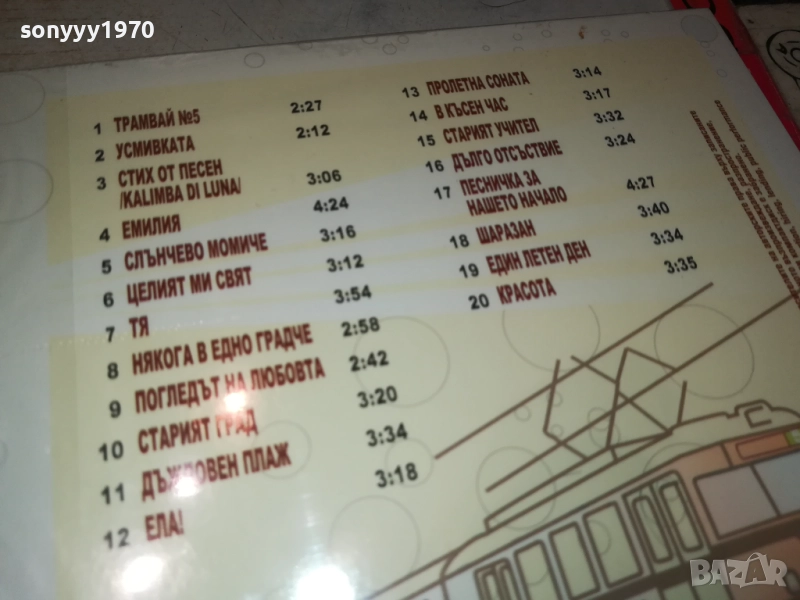 sonyyy1970
1 ТРАМВАЙ №5 2:27
2 УСМИВКАТА 2:12
3 СТИХ ОТ ПЕСЕН
/KALIMBA DI LUNA/ 3:06
4 ЕМИЛИЯ 4:24
5 СЛЪНЧЕВО МОМИЧЕ 3:16
6 ЦЕЛИЯТ МИ СВЯТ 3:12
7 ТЯ 3:54
8 НЯКОГА В ЕДНО ГРАДЧЕ 2:58
9 ПОГЛЕДЪТ НА ЛЮБОВТА 2:42
10 СТАРИЯТ ГРАД 3:20
11 ДЪЖДОВЕН ПЛАЖ 3:34
12 ЕЛА! 3:18
13 ПРОЛЕТНА СОНАТА 3:14
14 В КЪСЕН ЧАС 3:17
15 СТАРИЯТ УЧИТЕЛ 3:32
16 ДЪЛГО ОТСЪСТВИЕ 3:24
17 ПЕСНИЧКА ЗА
НАШЕТО НАЧАЛО 4:27
18 ШАРАЗАН 3:40
19 ЕДИН ЛЕТЕН ДЕН 3:34
20 КРАСОТА 3:35
BAZAR